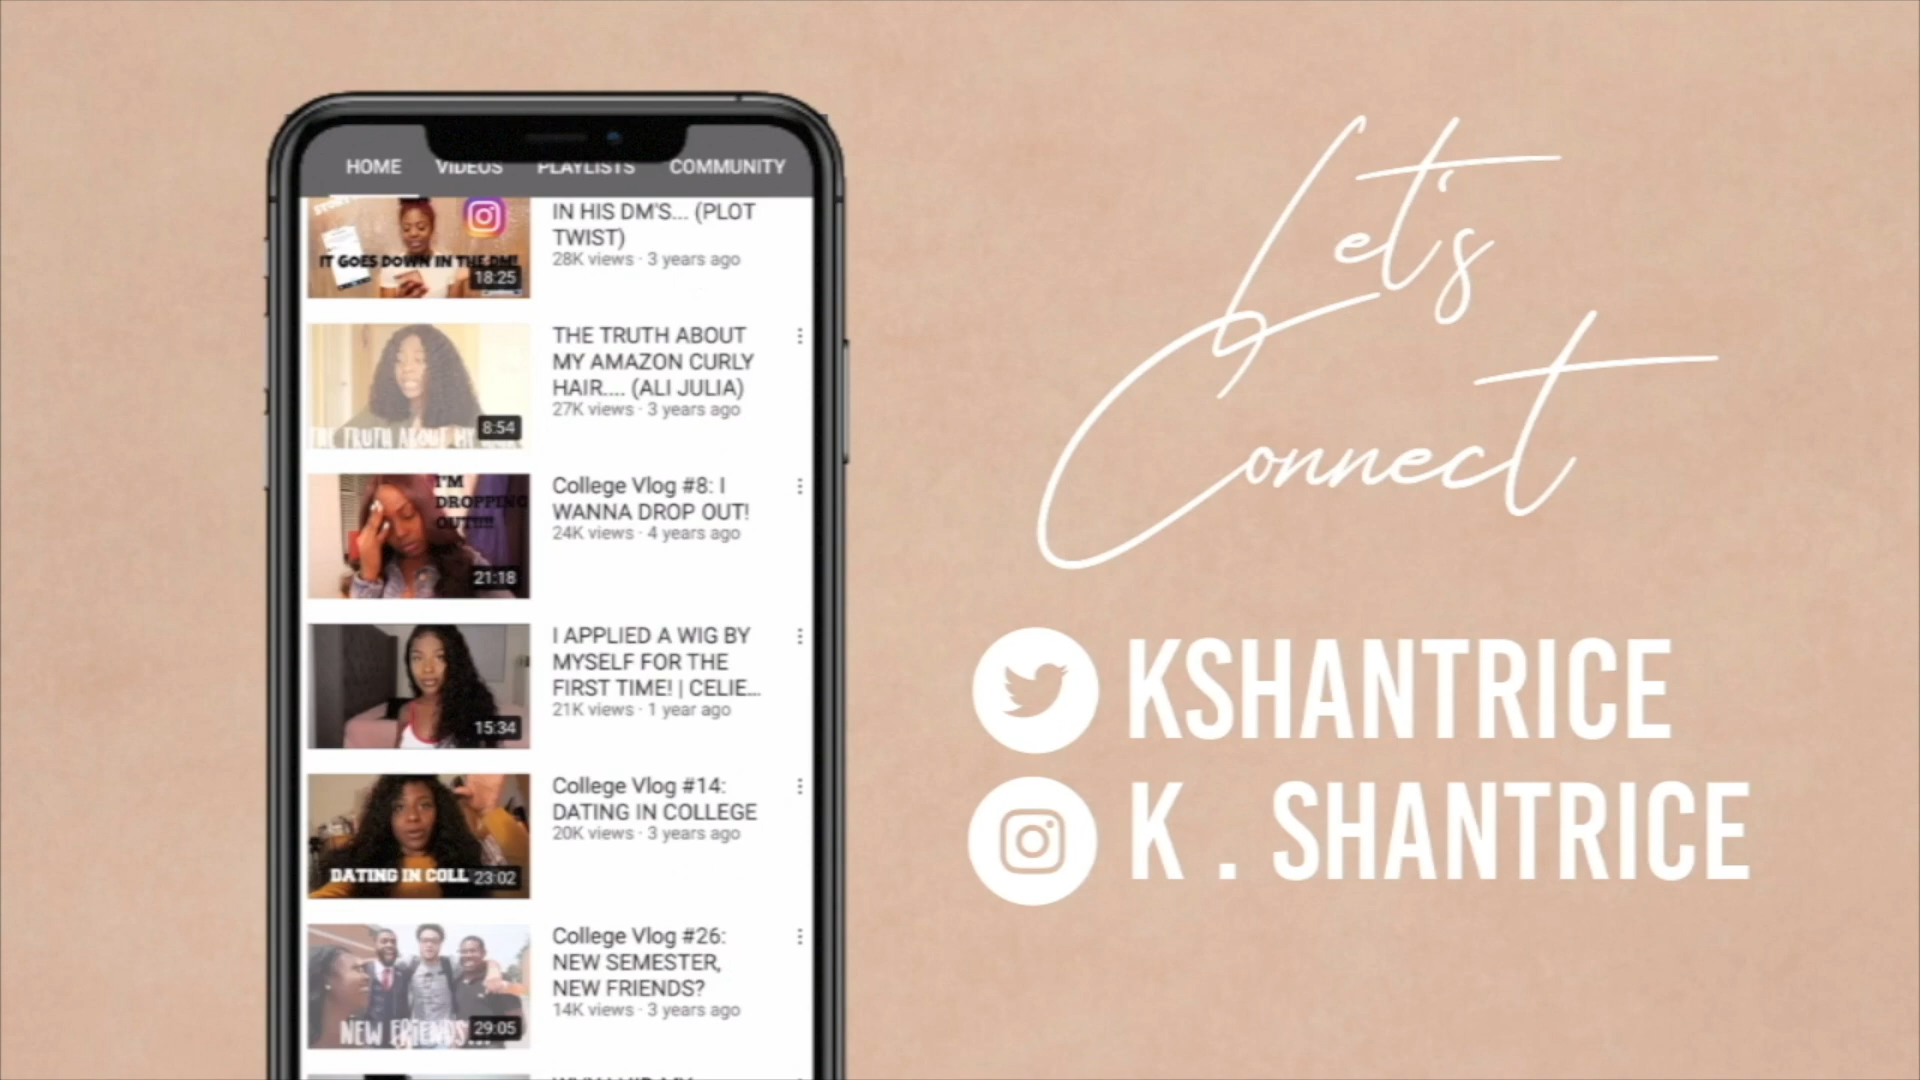 HOME VIDEOS PLAYLISTS COMMUNITY
IN HIS DM'S... (PLOT
TWIST)
28K views · 3 years ago
IT GOES DOWN IN THE DM!
18:25
THE TRUTH ABOUT
MY AMAZON CURLY
HAIR.... (ALI JULIA)
27K views · 3 years ago
THE TRUTH ABOUT MY
8:54
College Vlog #8: I
WANNA DROP OUT!
24K views · 4 years ago
I'M
DROPPING
OUT!!!!
21:18
I APPLIED A WIG BY
MYSELF FOR THE
FIRST TIME! | CELIE...
21K views · 1 year ago
15:34
College Vlog #14:
DATING IN COLLEGE
20K views · 3 years ago
DATING IN COLL
23:02
College Vlog #26:
NEW SEMESTER,
NEW FRIENDS?
14K views · 3 years ago
NEW FRIENDS...
29:05
Let's
Connect
KSHANTRICE
K . SHANTRICE